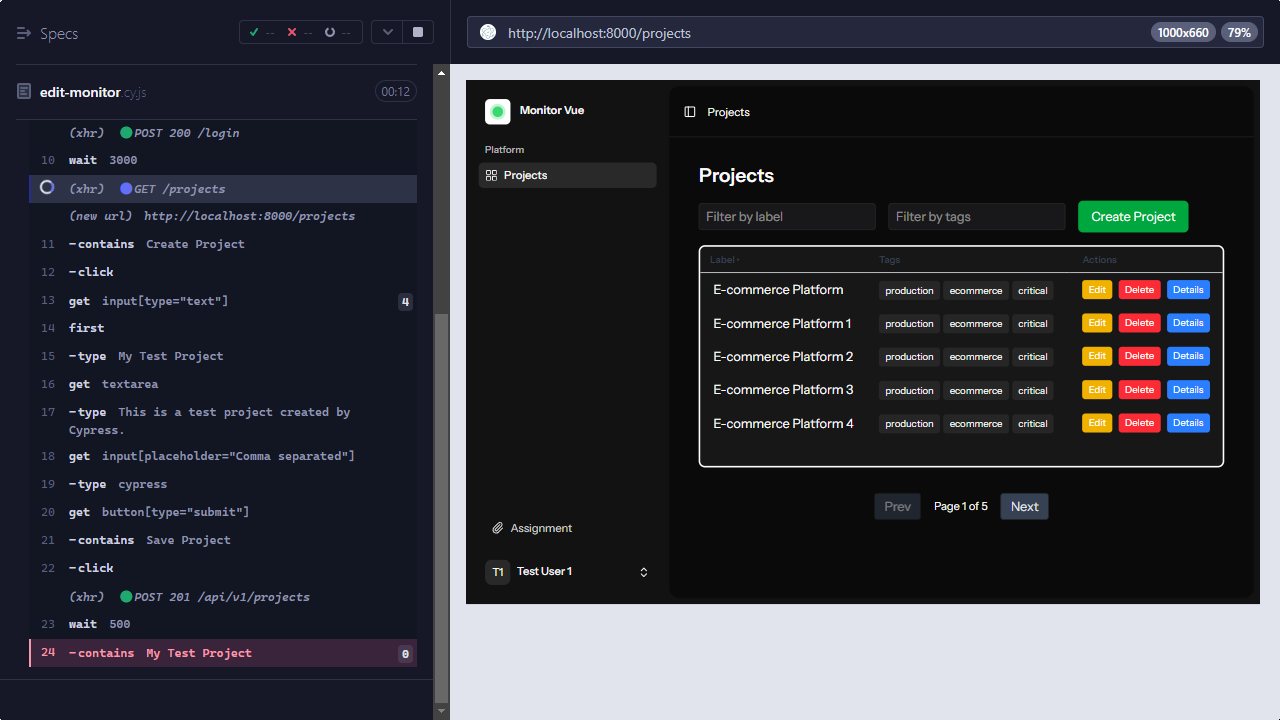 Specs
-- -- --
edit-monitor.cy.js 00:12
(xhr) POST 200 /login
10 wait 3000
(xhr) GET /projects
(new url) http://localhost:8000/projects
11 -contains Create Project
12 -click
13 get input[type="text"] 4
14 first
15 -type My Test Project
16 get textarea
17 -type This is a test project created by
Cypress.
18 get input[placeholder="Comma separated"]
19 -type cypress
20 get button[type="submit"]
21 -contains Save Project
22 -click
(xhr) POST 201 /api/v1/projects
23 wait 500
24 -contains My Test Project 0
http://localhost:8000/projects 1000x660 79%
Monitor Vue
Platform
Projects
Assignment
T1 Test User 1
Projects
Projects
Filter by label Filter by tags Create Project
Label Tags Actions
E-commerce Platform production ecommerce critical Edit Delete Details
E-commerce Platform 1 production ecommerce critical Edit Delete Details
E-commerce Platform 2 production ecommerce critical Edit Delete Details
E-commerce Platform 3 production ecommerce critical Edit Delete Details
E-commerce Platform 4 production ecommerce critical Edit Delete Details
Prev Page 1 of 5 Next